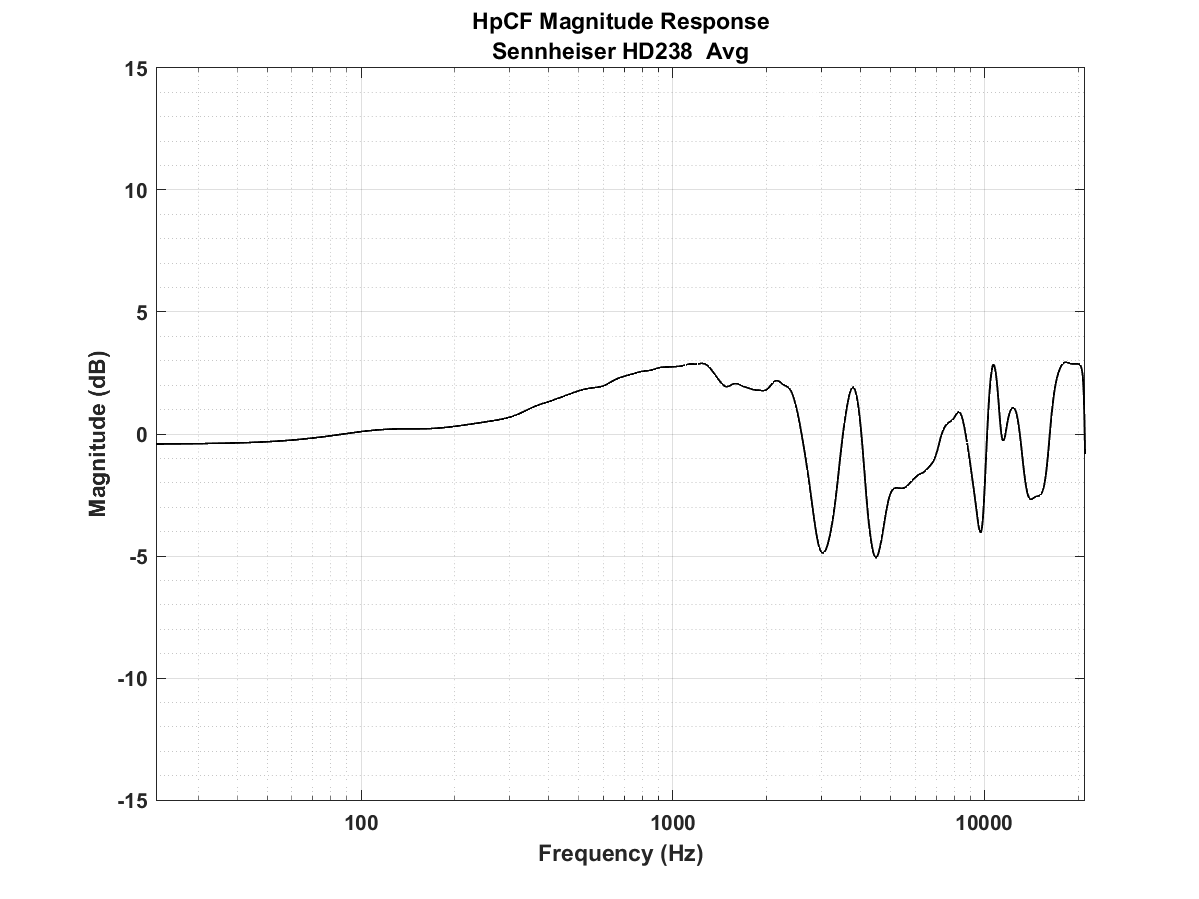 HpCF Magnitude Response
Sennheiser HD238  Avg
15
10
5
0
-5
-10
-15
Magnitude (dB)
100
1000
10000
Frequency (Hz)